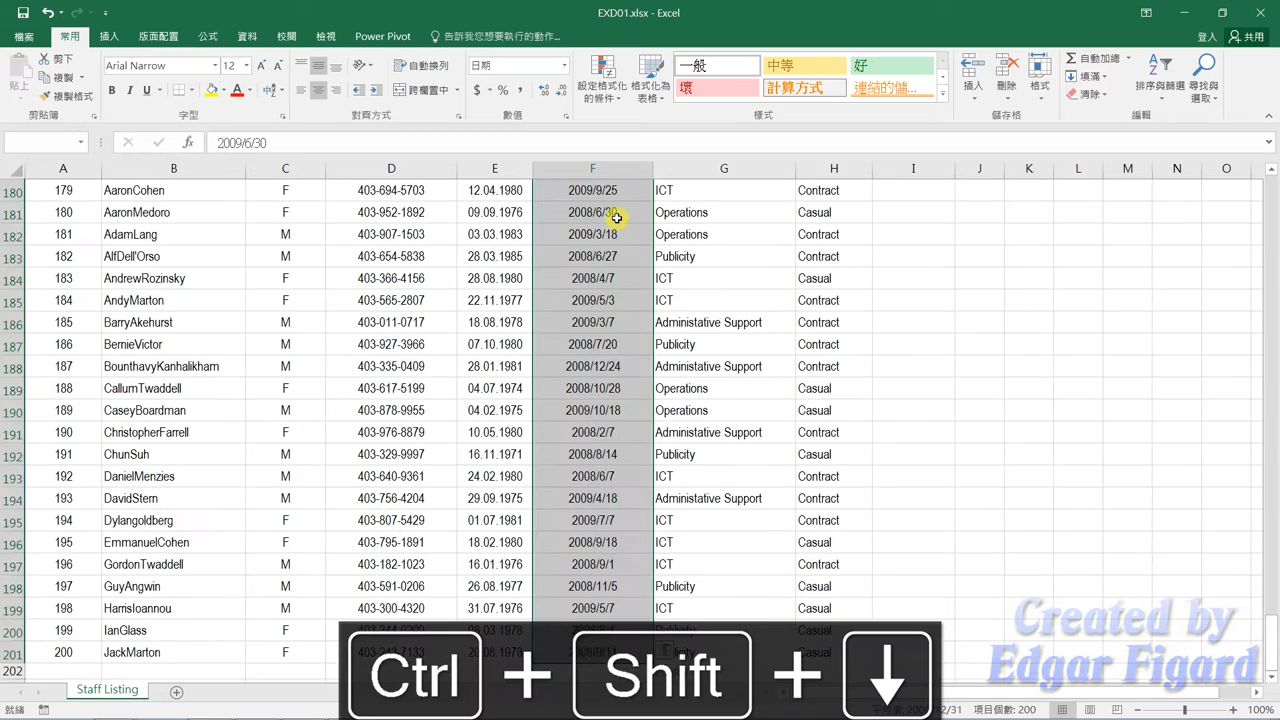 EXD01.xlsx - Excel
檔案 常用 插入 版面配置 公式 資料 校閱 檢視 Power Pivot 告訴我您想要執行的動作... 登入 共用
貼上 剪下 複製 複製格式 剪貼簿
Arial Narrow 12 A A B I U A 字型
自動換列 跨欄置中 對齊方式
日期 $ % , 數值
設定格式化的條件 格式化為表格 一般 中等 好 壞 計算方式 連結的儲... 樣式
插入 刪除 格式 儲存格
自動加總 填滿 清除 排序與篩選 尋找與選取 編輯
fx 2009/6/30
A B C D E F G H I J K L M N O
180 179 AaronCohen F 403-694-5703 12.04.1980 2009/9/25 ICT Contract
181 180 AaronMedoro F 403-952-1892 09.09.1976 2008/6/30 Operations Casual
182 181 AdamLang M 403-907-1503 03.03.1983 2009/3/18 Operations Contract
183 182 AlfDell'Orso M 403-654-5838 28.03.1985 2008/6/27 Publicity Contract
184 183 AndrewRozinsky F 403-366-4156 28.08.1980 2008/4/7 ICT Casual
185 184 AndyMarton F 403-565-2807 22.11.1977 2009/5/3 ICT Contract
186 185 BarryAkehurst M 403-011-0717 18.08.1978 2009/3/7 Administative Support Contract
187 186 BernieVictor M 403-927-3966 07.10.1980 2008/7/20 Publicity Contract
188 187 BounthavyKanhalikham M 403-335-0409 28.01.1981 2008/12/24 Administative Support Contract
189 188 CallumTwaddell F 403-617-5199 04.07.1974 2008/10/28 Operations Casual
190 189 CaseyBoardman M 403-878-9955 04.02.1975 2009/10/18 Operations Casual
191 190 ChristopherFarrell F 403-976-8879 10.05.1980 2008/2/7 Administative Support Contract
192 191 ChunSuh M 403-329-9997 16.11.1971 2008/8/14 Publicity Casual
193 192 DanielMenzies M 403-640-9361 24.02.1980 2008/6/7 ICT Contract
194 193 DavidStern M 403-756-4204 29.09.1975 2009/4/18 Administative Support Contract
195 194 Dylangoldberg F 403-807-5429 01.07.1981 2009/7/7 ICT Contract
196 195 EmmanuelCohen F 403-795-1891 18.02.1980 2008/9/18 ICT Casual
197 196 GordonTwaddell M 403-182-1023 16.01.1976 2008/9/1 ICT Contract
198 197 GuyAngwin M 403-591-0206 26.08.1977 2008/11/5 Publicity Casual
199 198 HarrisIoannou M 403-300-4320 31.07.1976 2009/5/7 ICT Casual
200 199 IanGlass F Casual
201 200 JackMarton F Contract
202
Created by
Edgar Figaro
Ctrl + Shift + ↓
Staff Listing
就緒 項目個數: 200 100%